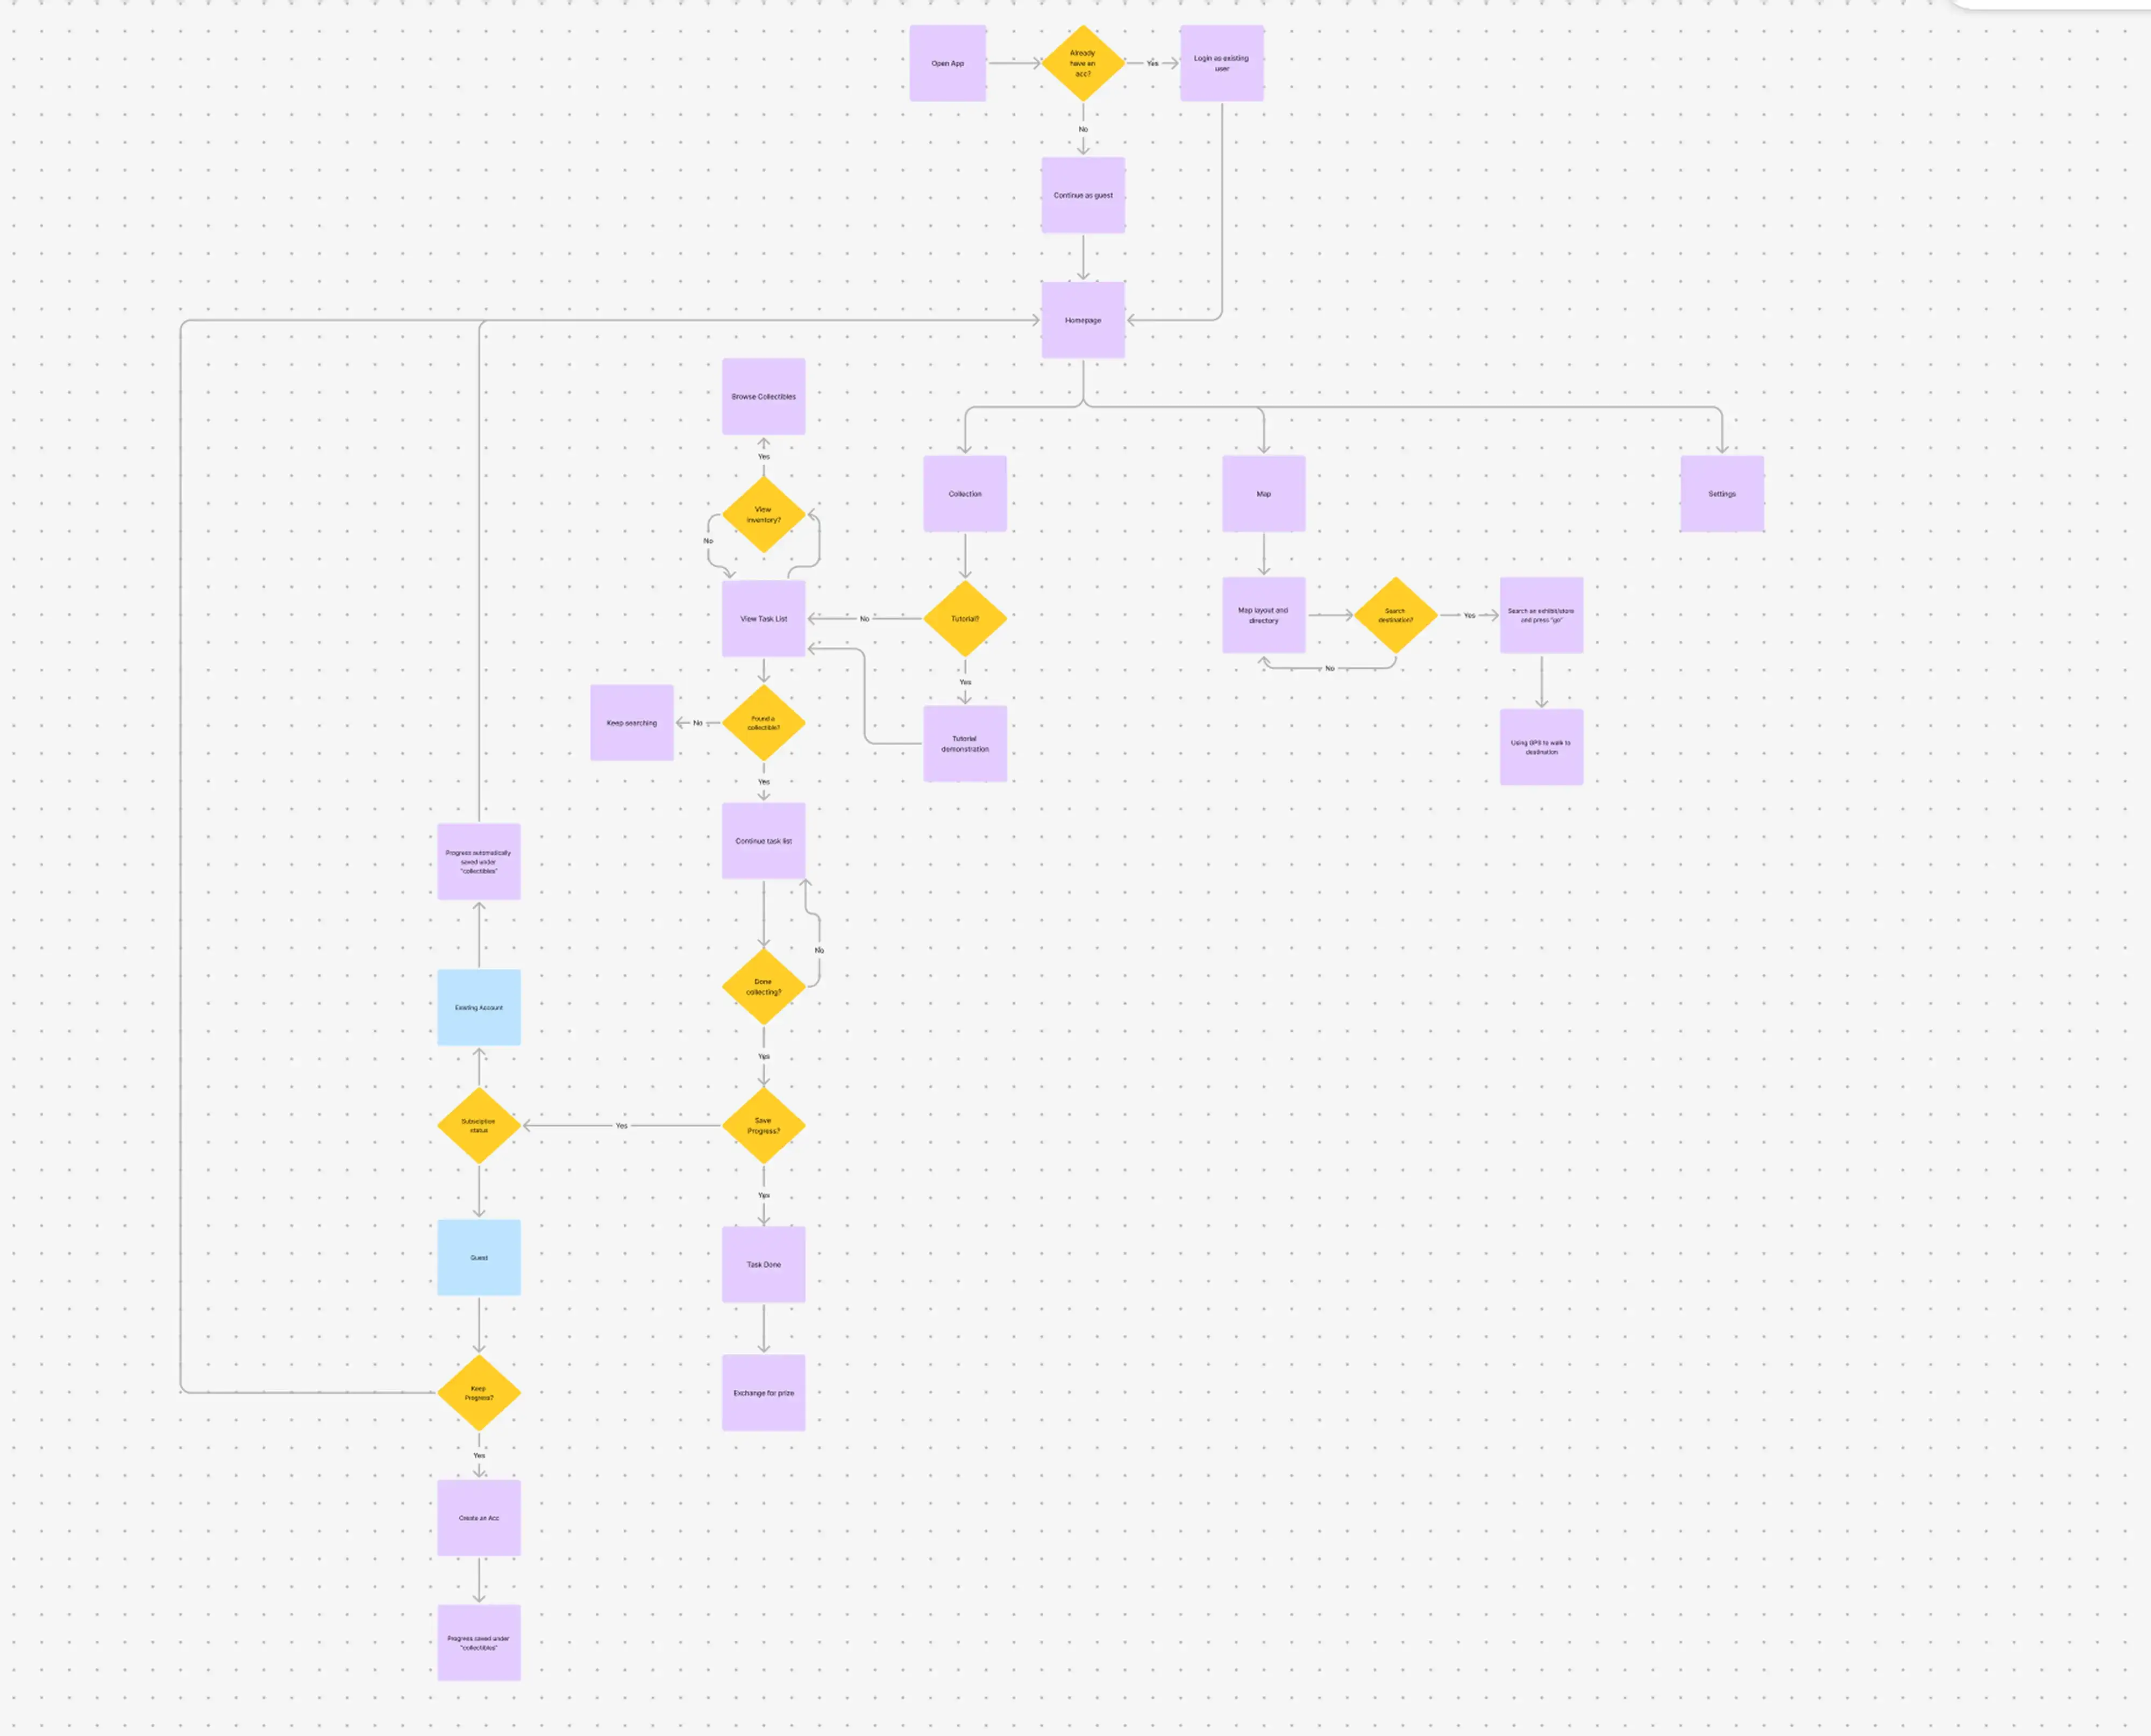 Open App
Already
have an
acc?
Yes
Login as existing
user
No
Continue as guest
Homepage
Browse Collectibles
Yes
View
inventory?
No
Collection
Map
Settings
View Task List
No
Tutorial?
Map layout and
directory
Search
destination?
Yes
Search an exhibit/store
and press "go"
No
Yes
Keep searching
No
Found a
collectible?
Tutorial
demonstration
Using GPS to walk to
destination
Yes
Continue task list
Progress automatically
saved under
"collectibles"
No
Done
collecting?
Existing Account
Yes
Subsciption
status
Yes
Save
Progress?
Yes
Guest
Task Done
Keep
Progress?
Exchange for prize
Yes
Create an Acc
Progress saved under
"collectibles"